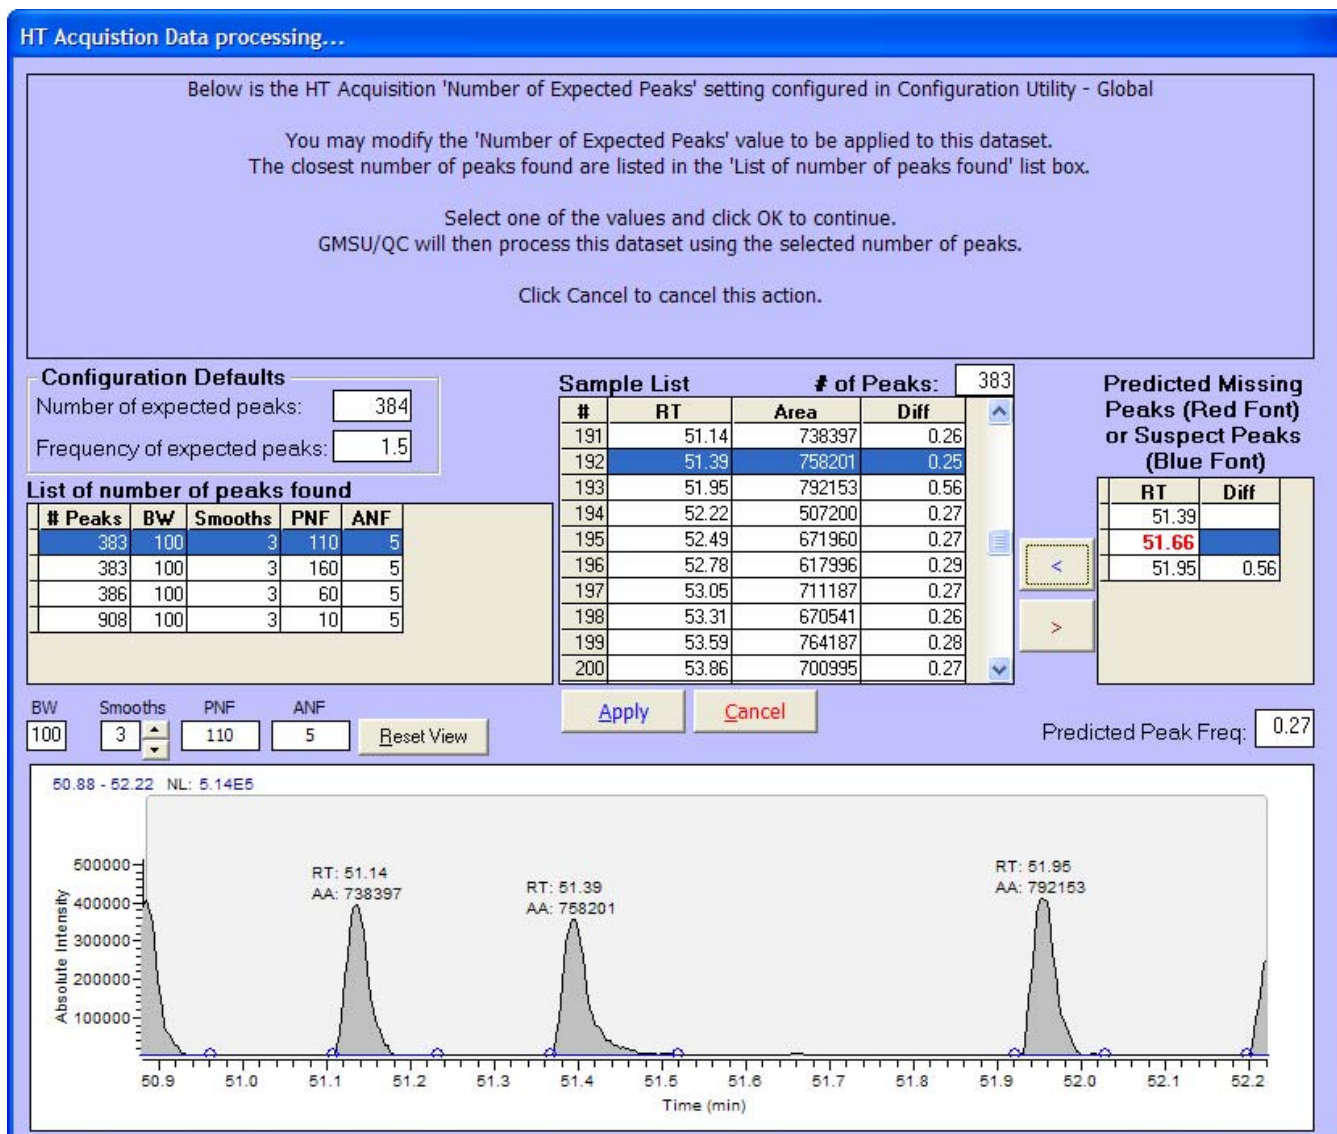 HT Acquistion Data processing...
Below is the HT Acquisition 'Number of Expected Peaks' setting configured in Configuration Utility - Global
You may modify the 'Number of Expected Peaks' value to be applied to this dataset.
The closest number of peaks found are listed in the 'List of number of peaks found' list box.
Select one of the values and click OK to continue.
GMSU/QC will then process this dataset using the selected number of peaks.
Click Cancel to cancel this action.
Configuration Defaults
Number of expected peaks: 384
Frequency of expected peaks: 1.5
List of number of peaks found
# Peaks BW Smooths PNF ANF
383 100 3 110 5
383 100 3 160 5
386 100 3 60 5
908 100 3 10 5
Sample List # of Peaks: 383
# RT Area Diff
191 51.14 738397 0.26
192 51.39 758201 0.25
193 51.95 792153 0.56
194 52.22 507200 0.27
195 52.49 671960 0.27
196 52.78 617996 0.29
197 53.05 711187 0.27
198 53.31 670541 0.26
199 53.59 764187 0.28
200 53.86 700995 0.27
<
>
Predicted Missing
Peaks (Red Font)
or Suspect Peaks
(Blue Font)
RT Diff
51.39
51.66
51.95 0.56
BW Smooths PNF ANF
100 3 110 5 Reset View
Apply Cancel
Predicted Peak Freq: 0.27
50.88 - 52.22 NL: 5.14E5
RT: 51.14
AA: 738397
RT: 51.39
AA: 758201
RT: 51.95
AA: 792153
Absolute Intensity
500000
400000
300000
200000
100000
50.9 51.0 51.1 51.2 51.3 51.4 51.5 51.6 51.7 51.8 51.9 52.0 52.1 52.2
Time (min)